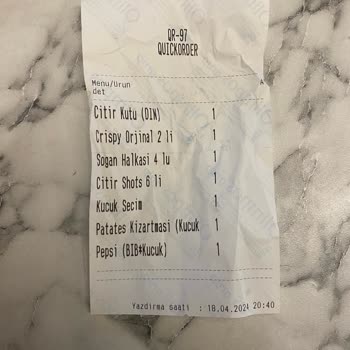 QR-97
QUICKORDER
Menu/Urun A
det
Citir Kutu (DIN) 1
Crispy Orjinal 2 li 1
Sogan Halkasi 4 lu 1
Citir Shots 6 li 1
Kucuk Secim 1
Patates Kizartmasi (Kucuk 1
Pepsi (BIB*Kucuk) 1
Yazdirma saati : 18.04.2024 20:40